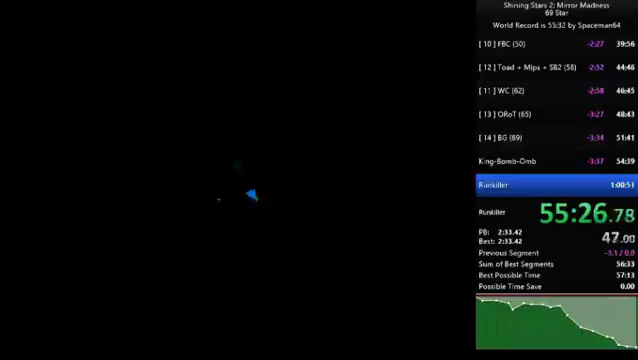 Shining Stars 2: Mirror Madness
69 Star
World Record is 55:32 by Spaceman64
[ 10 ] FBC (50) -2:27 39:56
[ 12 ] Toad + Mips + SB2 (58) -2:52 44:46
[ 11 ] WC (62) -2:58 46:45
[ 13 ] ORoT (65) -3:27 48:43
[ 14 ] BG (69) -3:34 51:41
King-Bomb-Omb -3:37 54:39
Runkiller 1:00:51
Runkiller 55:26.78
PB: 2:33.42
Best: 2:33.42 47.00
Previous Segment -3.1 / 0.0
Sum of Best Segments 56:33
Best Possible Time 57:13
Possible Time Save 0.00